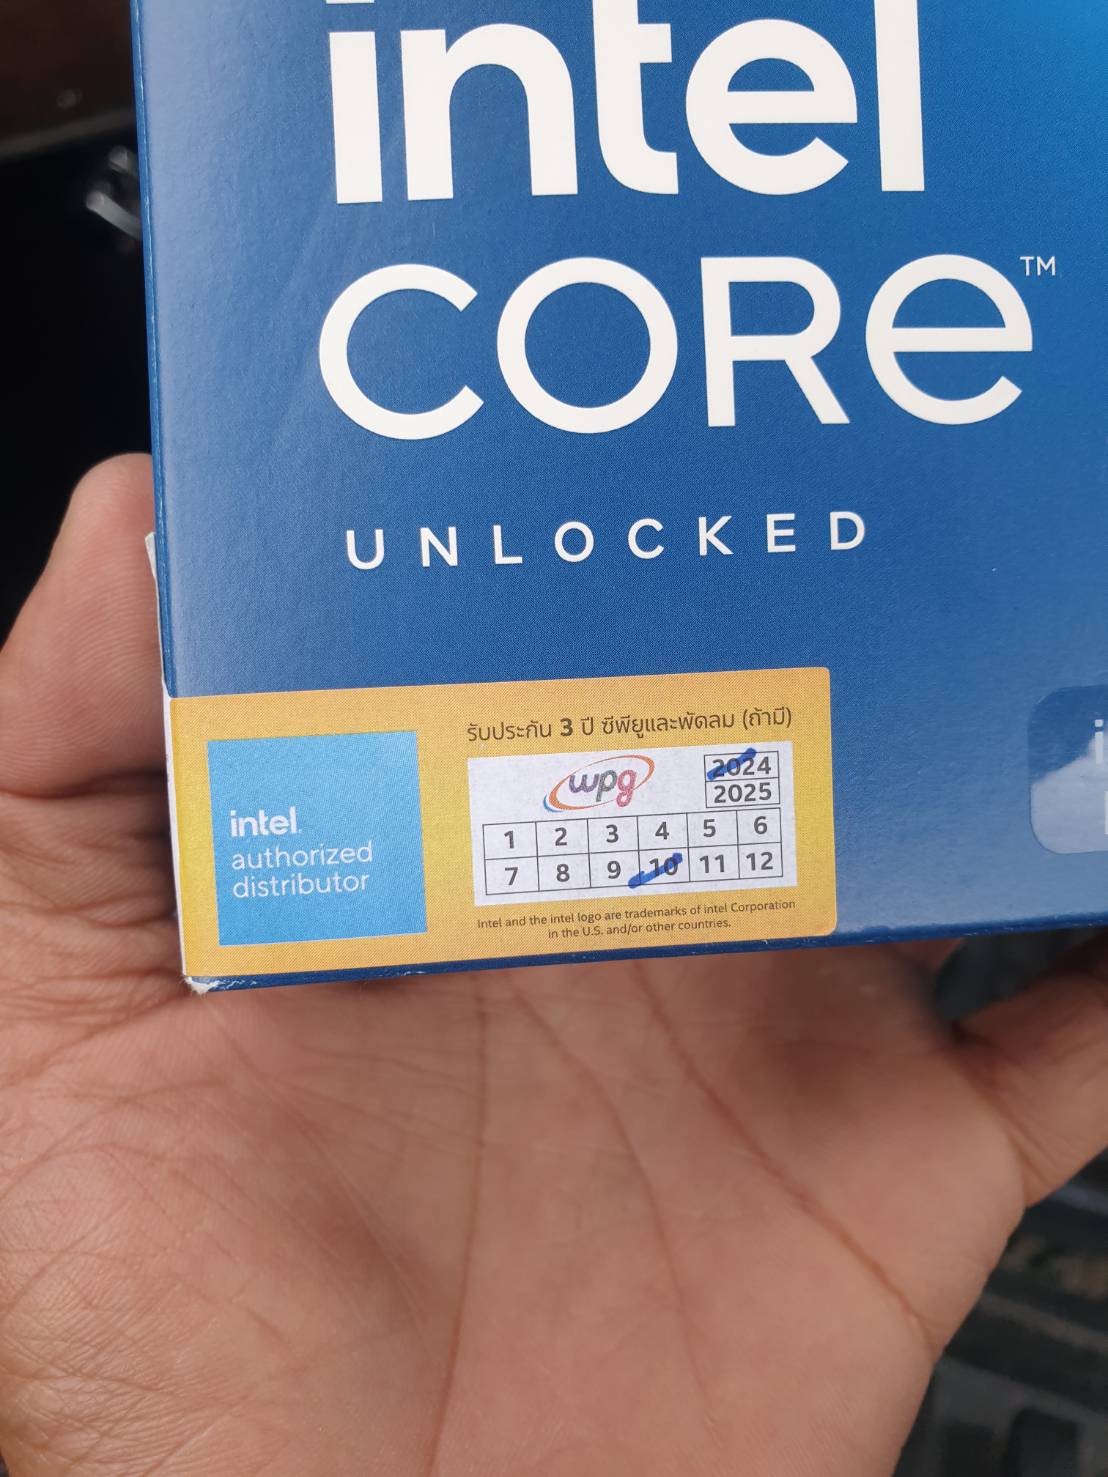 intel
CORE™
UNLOCKED
รับประกัน 3 ปี ซีพียูและพัดลม (ถ้ามี)
intel.
authorized
distributor
wpg
2024
2025
1 2 3 4 5 6
7 8 9 10 11 12
Intel and the intel logo are trademarks of intel Corporation
in the U.S. and/or other countries.